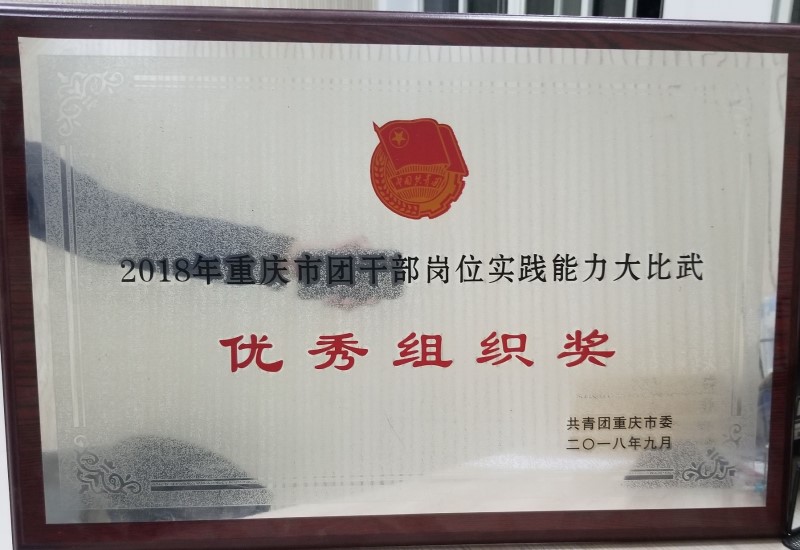 2018年重庆市团干部岗位实践能力大比武
优秀组织奖
共青团重庆市委
二〇一八年九月